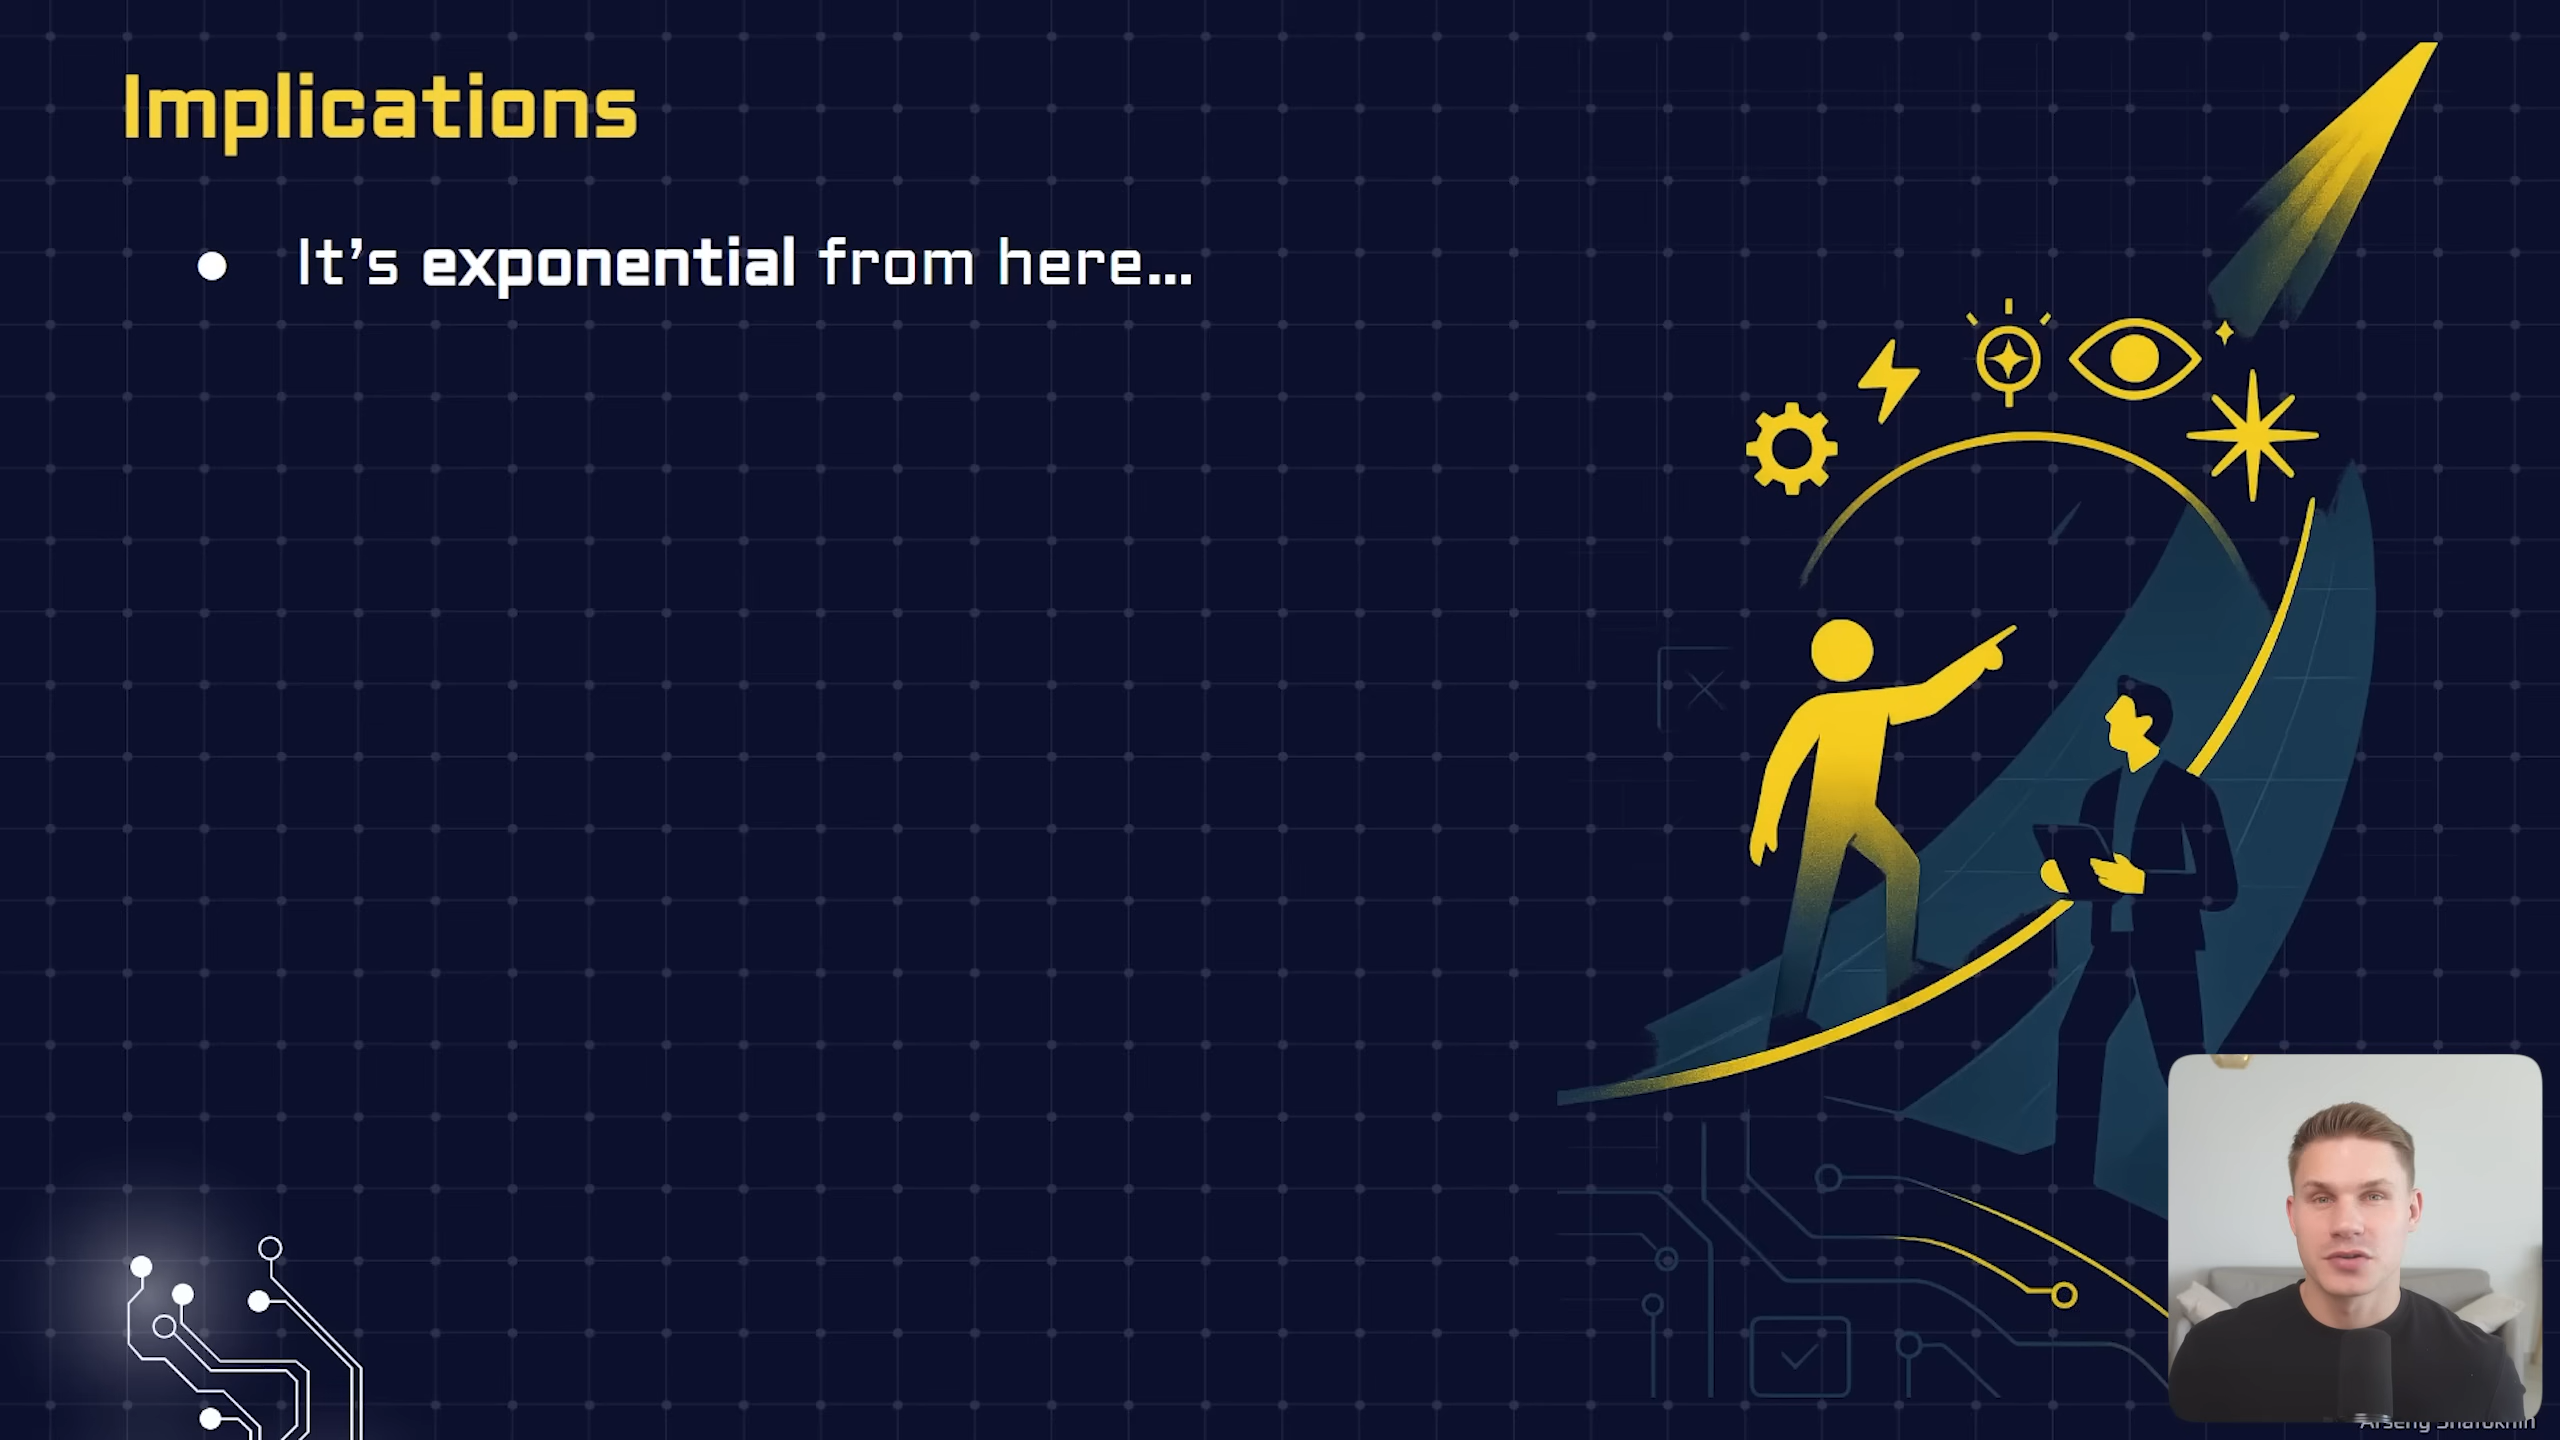 Implications
● It’s exponential from here...